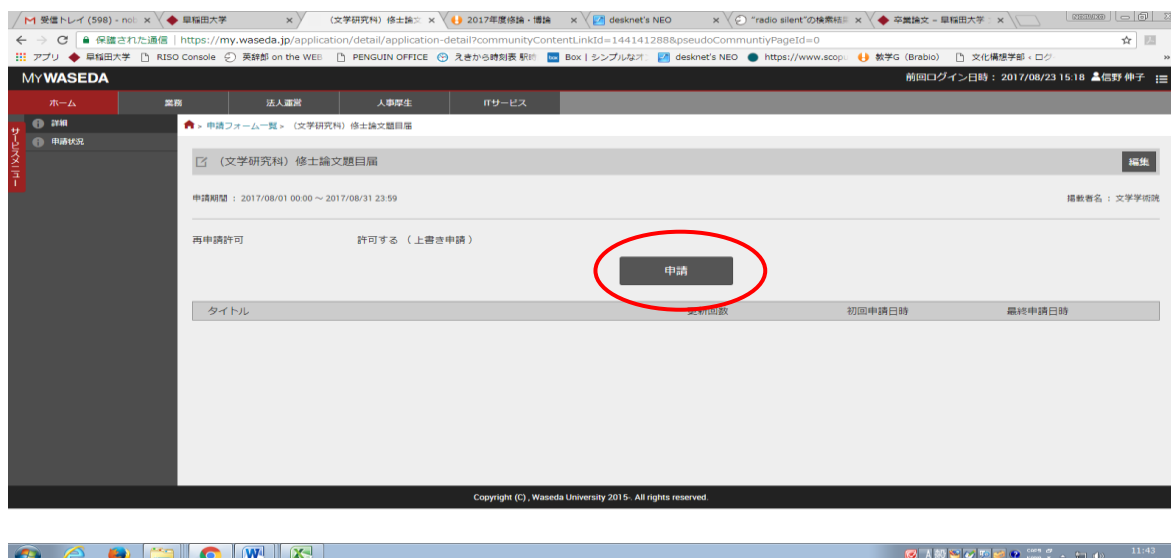 受信トレイ (598) - nob
早稲田大学
(文学研究科) 修士論文
2017年度修論・博論
desknet's NEO
"radio silent"の検索結果
卒業論文 – 早稲田大学
保護された通信 | https://my.waseda.jp/application/detail/application-detail?communityContentLinkId=144141288&pseudoCommuntiyPageId=0
アプリ 早稲田大学 RISO Console 英辞郎 on the WEB PENGUIN OFFICE えきから時刻表 駅時 Box | シンプルなオ desknet's NEO https://www.scop 教学G (Brabio) 文化構想学部 < ログ »
MYWASEDA
前回ログイン日時： 2017/08/23 15:18 信野 伸子
ホーム 業務 法人運営 人事厚生 ITサービス
サービスメニュー
詳細
申請状況
» 申請フォーム一覧 » (文学研究科) 修士論文題目届
(文学研究科) 修士論文題目届
編集
申請期間 ： 2017/08/01 00:00 ～ 2017/08/31 23:59
掲載者名 ： 文学学術院
再申請許可 許可する (上書き申請)
申請
タイトル 更新回数 初回申請日時 最終申請日時
Copyright (C) , Waseda University 2015-. All rights reserved.
11:43